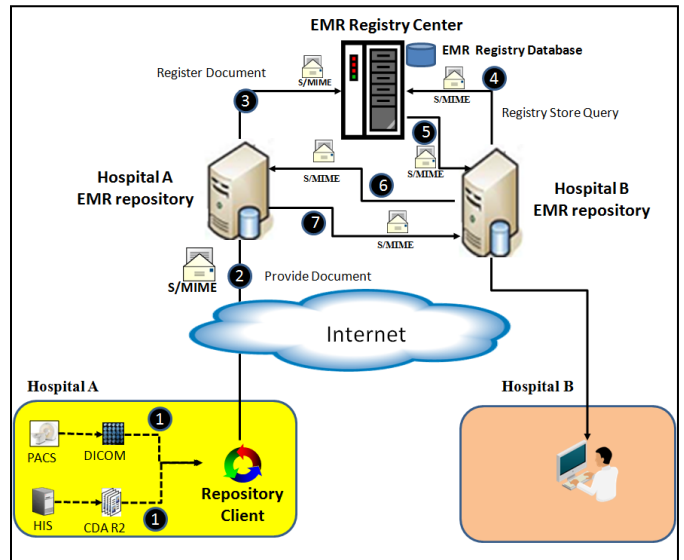 EMR Registry Center
EMR Registry Database
Register Document
S/MIME
3
4
S/MIME
Registry Store Query
5
S/MIME
S/MIME
6
Hospital A
EMR repository
Hospital B
EMR repository
7
S/MIME
S/MIME
2
Provide Document
Internet
Hospital A
Hospital B
1
PACS
DICOM
Repository
Client
HIS
CDA R2
1